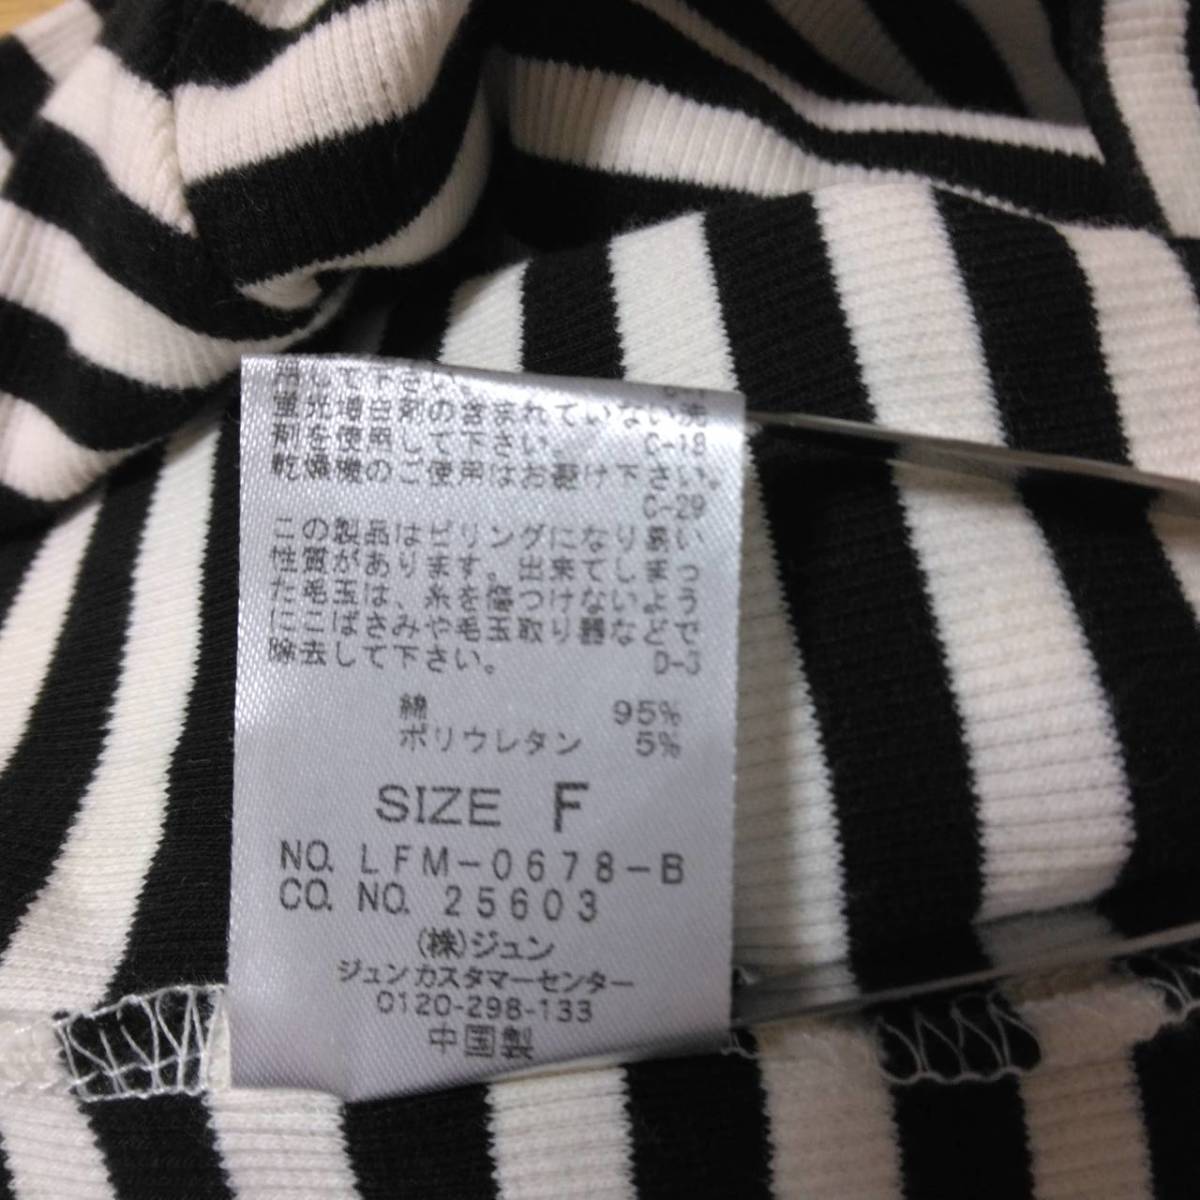 用して下さい。
蛍光増白剤の含まれていない洗
剤を使用して下さい。 C-18
乾燥機のご使用はお避け下さい。
C-29
この製品はピリングになり易い
性質があります。出来てしまっ
た毛玉は、糸を傷つけないよう
ににこばさみや毛玉取り器などで
除去して下さい。 D-3
綿 95%
ポリウレタン 5%
SIZE F
NO. LFM-0678-B
CO. NO. 25603
(株)ジュン
ジュンカスタマーセンター
0120-298-133
中国製